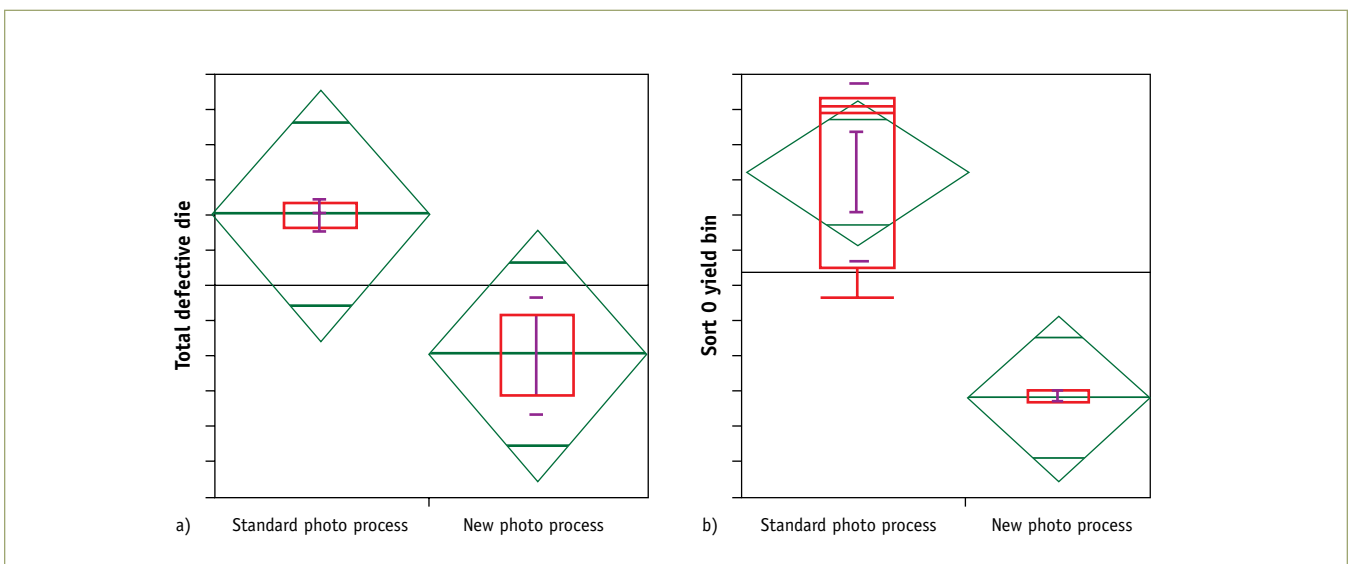 Total defective die
a) Standard photo process New photo process
Sort 0 yield bin
b) Standard photo process New photo process